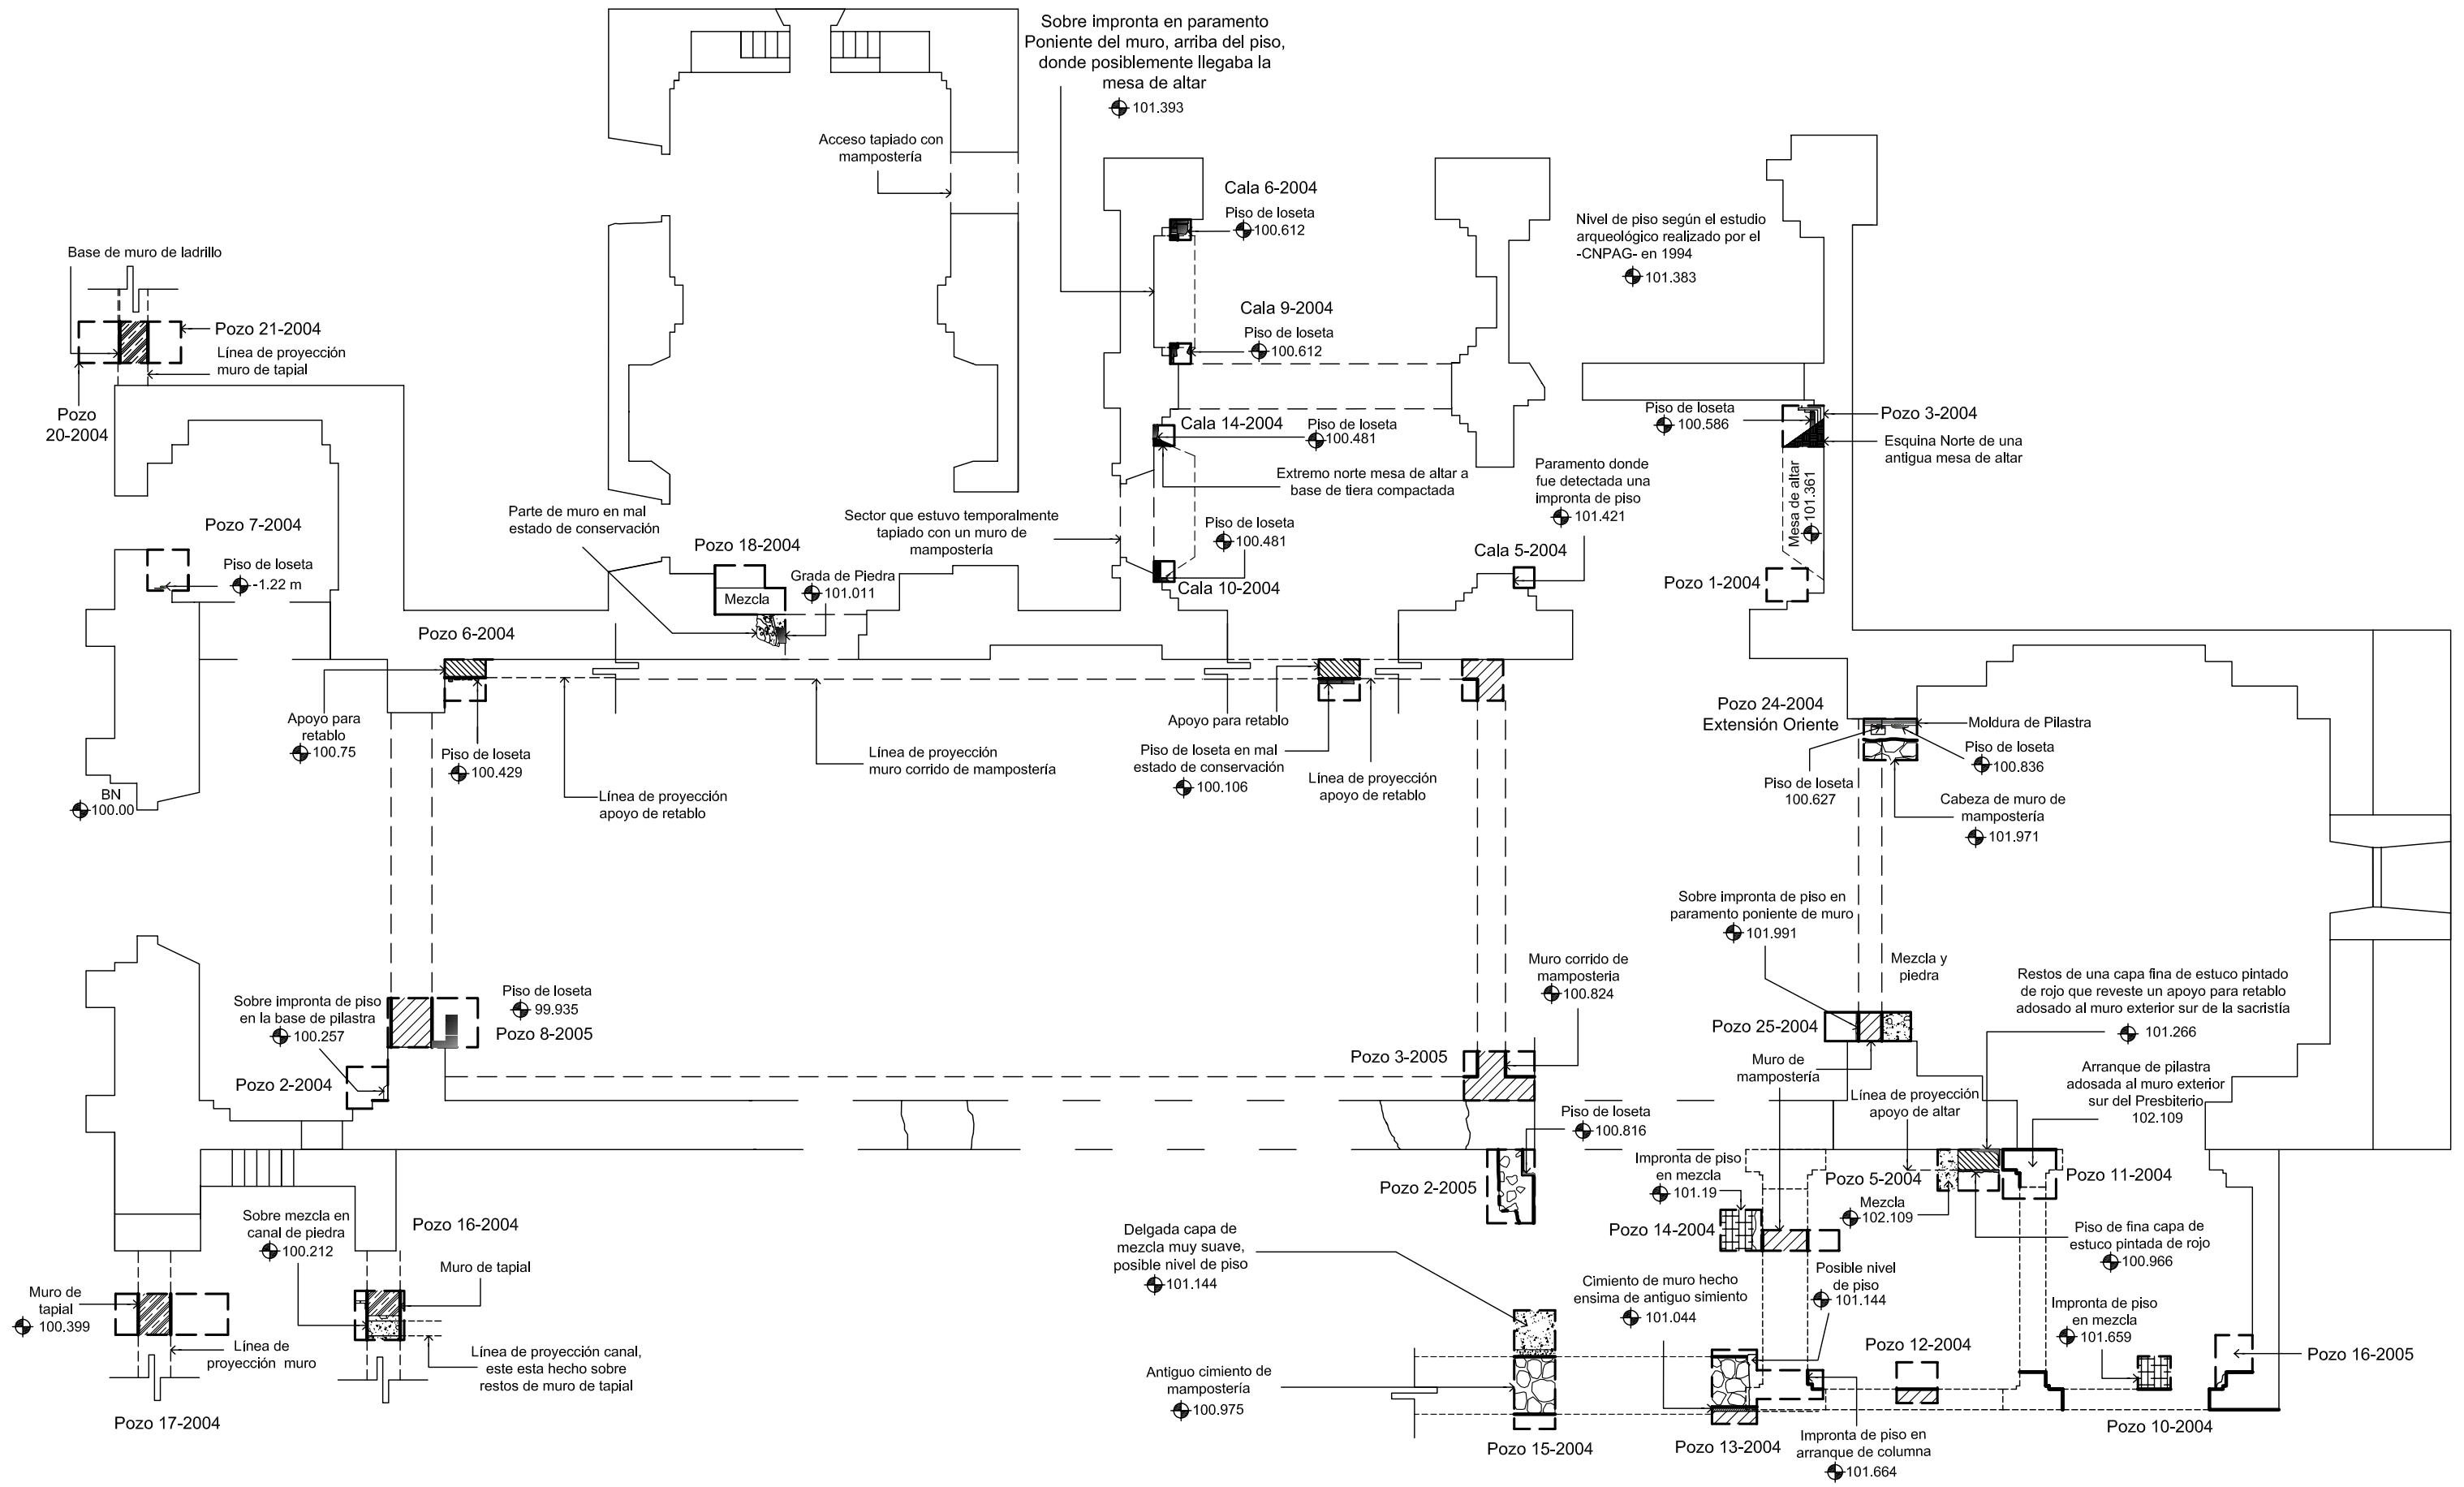 Sobre impronta en paramento
Poniente del muro, arriba del piso,
donde posiblemente llegaba la
mesa de altar
101.393
Acceso tapiado con
mampostería
Cala 6-2004
Piso de loseta
100.612
Nivel de piso según el estudio
arqueológico realizado por el
-CNPAG- en 1994
101.383
Base de muro de ladrillo
Pozo 21-2004
Línea de proyección
muro de tapial
Pozo
20-2004
Cala 9-2004
Piso de loseta
100.612
Cala 14-2004
Piso de loseta
100.481
Extremo norte mesa de altar a
base de tiera compactada
Piso de loseta
100.586
Pozo 3-2004
Esquina Norte de una
antigua mesa de altar
Mesa de altar
101.361
Paramento donde
fue detectada una
impronta de piso
101.421
Cala 5-2004
Pozo 1-2004
Pozo 7-2004
Piso de loseta
-1.22 m
Parte de muro en mal
estado de conservación
Pozo 18-2004
Mezcla
Grada de Piedra
101.011
Sector que estuvo temporalmente
tapiado con un muro de
mampostería
Piso de loseta
100.481
Cala 10-2004
Pozo 6-2004
Apoyo para
retablo
100.75
Piso de loseta
100.429
Línea de proyección
apoyo de retablo
Línea de proyección
muro corrido de mampostería
Apoyo para retablo
Piso de loseta en mal
estado de conservación
100.106
Línea de proyección
apoyo de retablo
BN
100.00
Pozo 24-2004
Extensión Oriente
Moldura de Pilastra
Piso de loseta
100.836
Piso de loseta
100.627
Cabeza de muro de
mampostería
101.971
Sobre impronta de piso en
paramento poniente de muro
101.991
Mezcla y
piedra
Muro corrido de
mamposteria
100.824
Restos de una capa fina de estuco pintado
de rojo que reveste un apoyo para retablo
adosado al muro exterior sur de la sacristía
101.266
Sobre impronta de piso
en la base de pilastra
100.257
Piso de loseta
99.935
Pozo 8-2005
Pozo 2-2004
Pozo 3-2005
Pozo 25-2004
Muro de
mampostería
Línea de proyección
apoyo de altar
Arranque de pilastra
adosada al muro exterior
sur del Presbiterio
102.109
Piso de loseta
100.816
Pozo 2-2005
Impronta de piso
en mezcla
101.19
Pozo 14-2004
Pozo 5-2004
Mezcla
102.109
Pozo 11-2004
Piso de fina capa de
estuco pintada de rojo
100.966
Sobre mezcla en
canal de piedra
100.212
Pozo 16-2004
Muro de tapial
Muro de
tapial
100.399
Línea de
proyección muro
Línea de proyección canal,
este esta hecho sobre
restos de muro de tapial
Pozo 17-2004
Delgada capa de
mezcla muy suave,
posible nivel de piso
101.144
Cimiento de muro hecho
ensima de antiguo simiento
101.044
Posible nivel
de piso
101.144
Impronta de piso
en mezcla
101.659
Pozo 12-2004
Pozo 16-2005
Antiguo cimiento de
mampostería
100.975
Pozo 15-2004
Pozo 13-2004
Impronta de piso en
arranque de columna
101.664
Pozo 10-2004